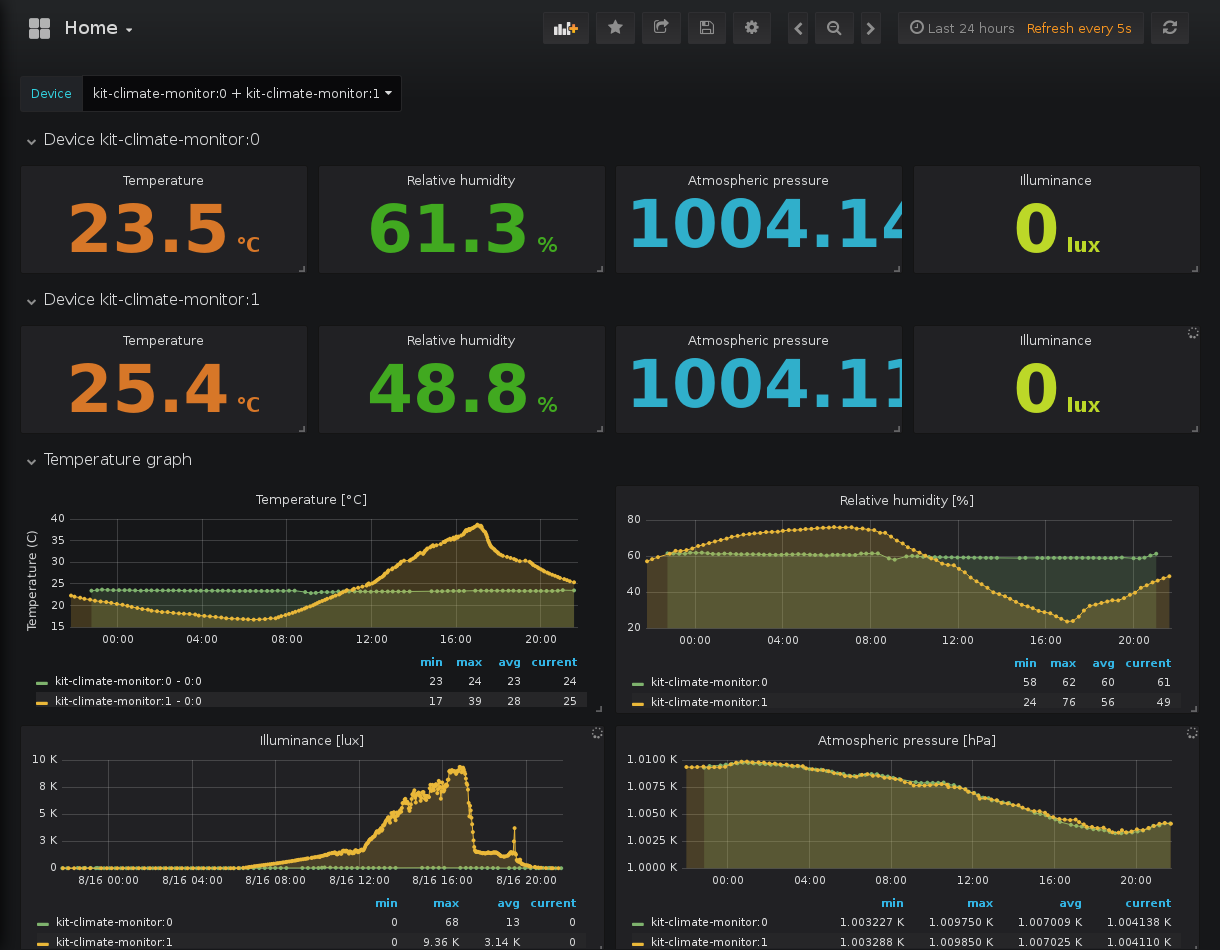 Home
Last 24 hours Refresh every 5s
Device kit-climate-monitor:0 + kit-climate-monitor:1
Device kit-climate-monitor:0
Temperature
23.5 °C
Relative humidity
61.3 %
Atmospheric pressure
1004.14
Illuminance
0 lux
Device kit-climate-monitor:1
Temperature
25.4 °C
Relative humidity
48.8 %
Atmospheric pressure
1004.11
Illuminance
0 lux
Temperature graph
Temperature [°C]
Temperature (C)
40
35
30
25
20
15
00:00 04:00 08:00 12:00 16:00 20:00
min max avg current
kit-climate-monitor:0 - 0:0 23 24 23 24
kit-climate-monitor:1 - 0:0 17 39 28 25
Relative humidity [%]
80
60
40
20
00:00 04:00 08:00 12:00 16:00 20:00
min max avg current
kit-climate-monitor:0 58 62 60 61
kit-climate-monitor:1 24 76 56 49
Illuminance [lux]
10 K
8 K
5 K
3 K
0
8/16 00:00 8/16 04:00 8/16 08:00 8/16 12:00 8/16 16:00 8/16 20:00
min max avg current
kit-climate-monitor:0 0 68 13 0
kit-climate-monitor:1 0 9.36 K 3.14 K 0
Atmospheric pressure [hPa]
1.0100 K
1.0075 K
1.0050 K
1.0025 K
1.0000 K
00:00 04:00 08:00 12:00 16:00 20:00
min max avg current
kit-climate-monitor:0 1.003227 K 1.009750 K 1.007009 K 1.004138 K
kit-climate-monitor:1 1.003288 K 1.009850 K 1.007025 K 1.004110 K